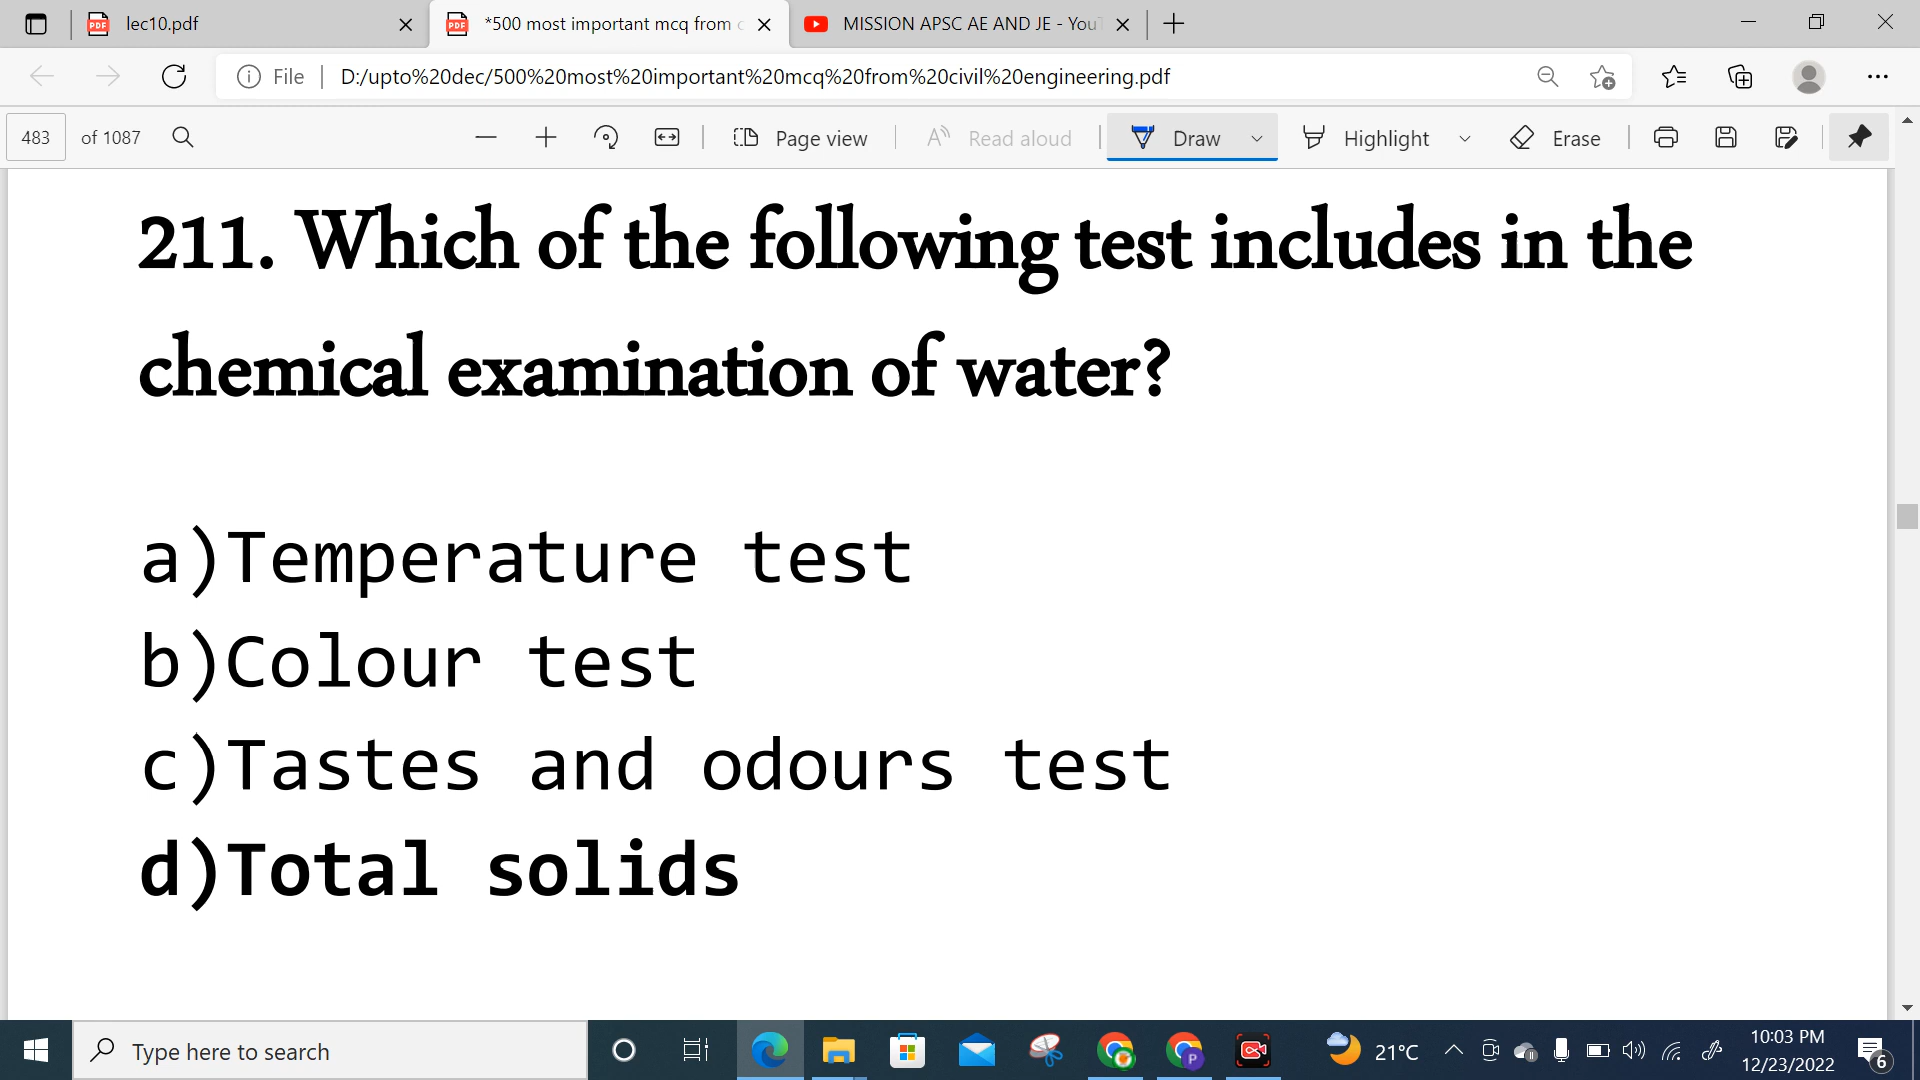 lec10.pdf
*500 most important mcq from
MISSION APSC AE AND JE - You
File
D:/upto%20dec/500%20most%20important%20mcq%20from%20civil%20engineering.pdf
483 of 1087
Page view
Read aloud
Draw
Highlight
Erase
211. Which of the following test includes in the
chemical examination of water?
a)Temperature test
b)Colour test
c)Tastes and odours test
d)Total solids
Type here to search
21°C
10:03 PM
12/23/2022
6